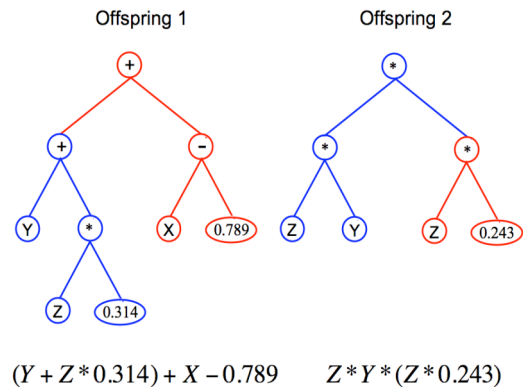 Offspring 1 Offspring 2
+ *
+ - * *
Y * X 0.789 Z Y Z 0.243
Z 0.314
(Y + Z * 0.314) + X − 0.789 Z * Y * (Z * 0.243)